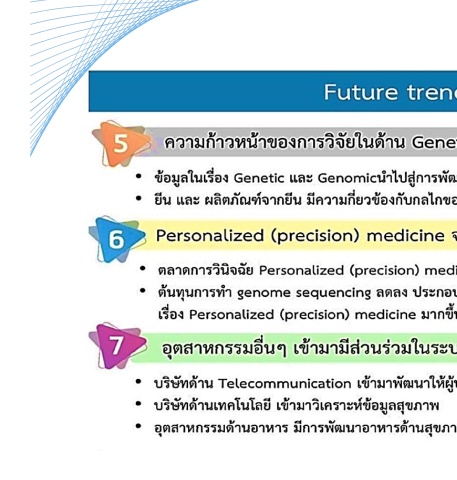 Future tren
5 ความก้าวหน้าของการวิจัยในด้าน Gene
• ข้อมูลในเรื่อง Genetic และ Genomicนำไปสู่การพัฒ
• ยีน และ ผลิตภัณฑ์จากยีน มีความกี่ยวข้องกับกลไกขอ
6 Personalized (precision) medicine จ
• ตลาดการวินิจฉัย Personalized (precision) medi
• ต้นทุนการทำ genome sequencing ลดลง ประกอบ
เรื่อง Personalized (precision) medicine มากขึ้น
7 อุตสาหกรรมอื่นๆ เข้ามามีส่วนร่วมในระบ
• บริษัทด้าน Telecommunication เข้ามาพัฒนาให้ผู้
• บริษัทด้านเทคโนโลยี เข้ามาวิเคราะห์ข้อมูลสุขภาพ
• อุตสาหกรรมด้านอาหาร มีการพัฒนาอาหารด้านสุขภา